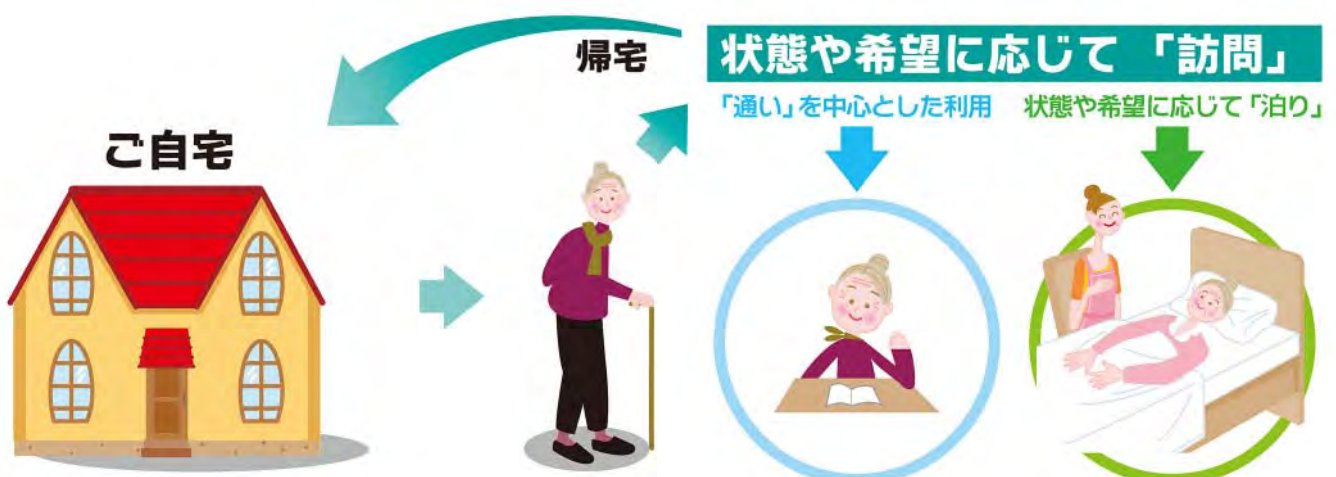 帰宅
状態や希望に応じて 「訪問」
「通い」を中心とした利用
状態や希望に応じて「泊り」
ご自宅